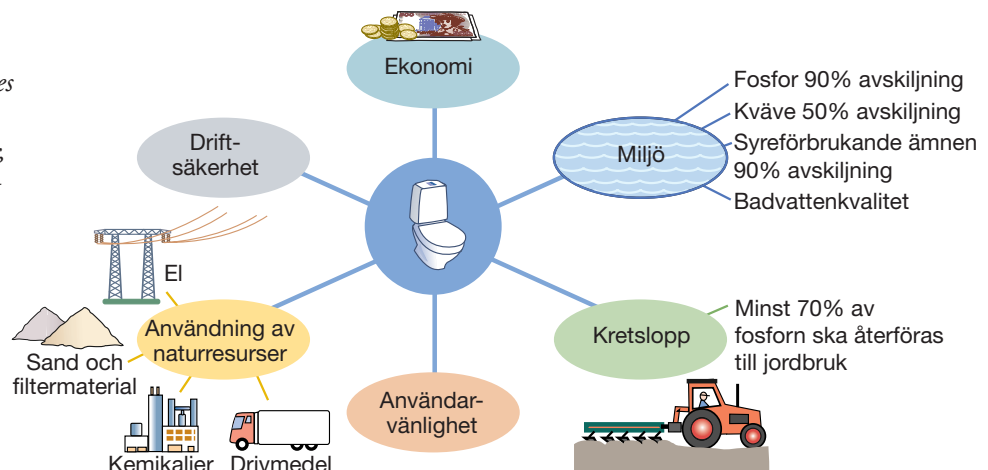 es
;
Ekonomi
Drift-
säkerhet
Miljö
Fosfor 90% avskiljning
Kväve 50% avskiljning
Syreförbrukande ämnen
90% avskiljning
Badvattenkvalitet
El
Användning av
naturresurser
Sand och
filtermaterial
Kemikalier
Drivmedel
Användar-
vänlighet
Kretslopp
Minst 70% av
fosforn ska återföras
till jordbruk